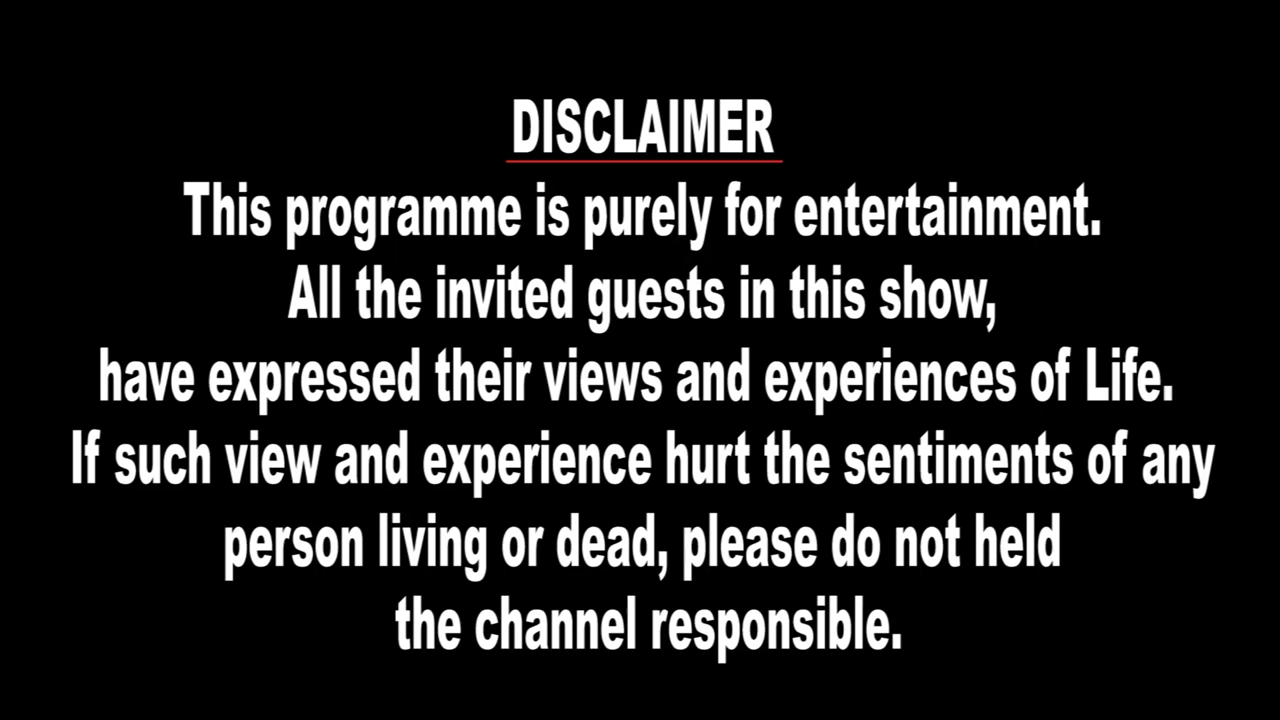 DISCLAIMER
This programme is purely for entertainment.
All the invited guests in this show,
have expressed their views and experiences of Life.
If such view and experience hurt the sentiments of any
person living or dead, please do not held
the channel responsible.